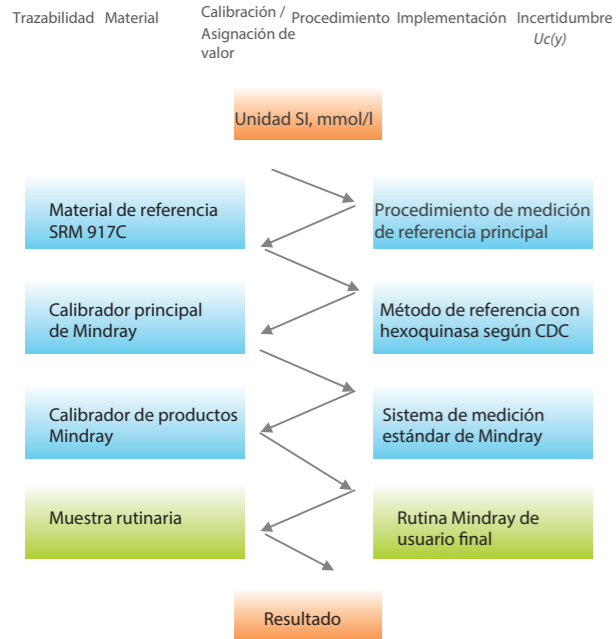 Trazabilidad Material Calibración / Procedimiento Implementación Incertidumbre
Asignación de Uc(y)
valor
Unidad SI, mmol/l
Material de referencia
SRM 917C
Procedimiento de medición
de referencia principal
Calibrador principal
de Mindray
Método de referencia con
hexoquinasa según CDC
Calibrador de productos
Mindray
Sistema de medición
estándar de Mindray
Muestra rutinaria
Rutina Mindray de
usuario final
Resultado